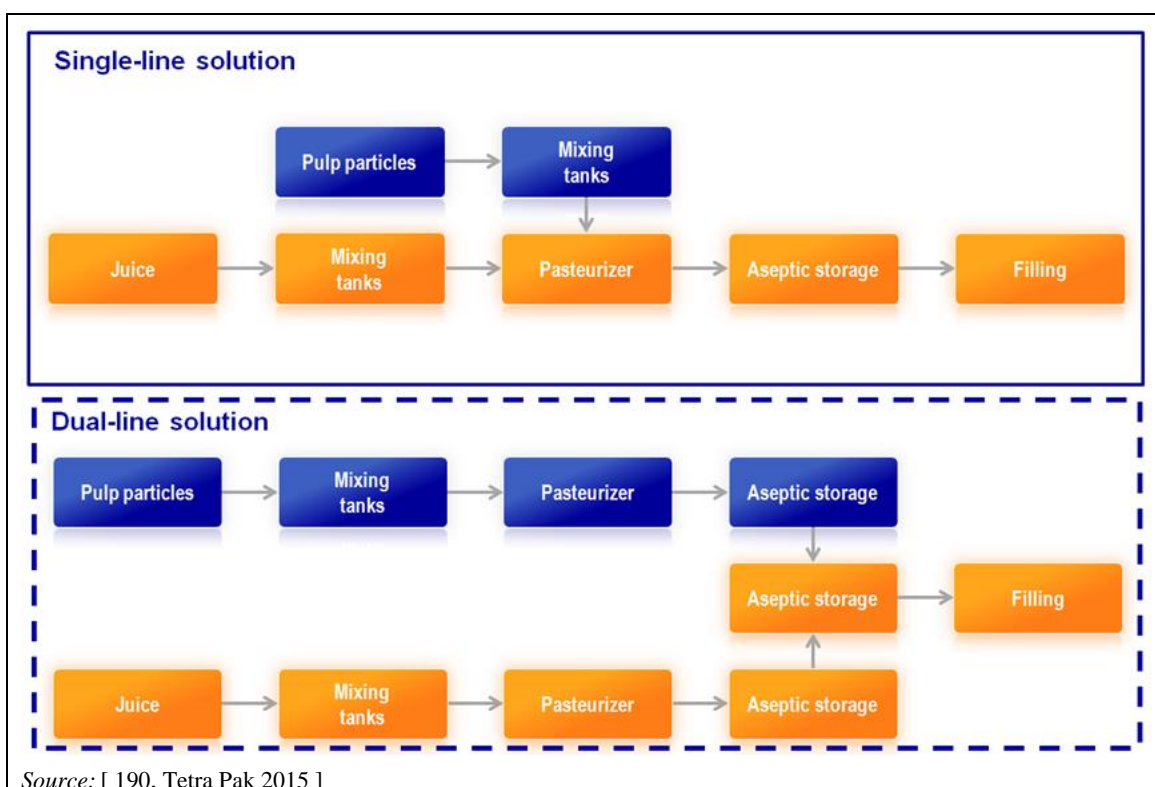 Single-line solution
Pulp particles
Mixing
tanks
Juice
Mixing
tanks
Pasteurizer
Aseptic storage
Filling
Dual-line solution
Pulp particles
Mixing
tanks
Pasteurizer
Aseptic storage
Aseptic storage
Filling
Juice
Mixing
tanks
Pasteurizer
Aseptic storage
Source: [ 190, Tetra Pak 2015 ]